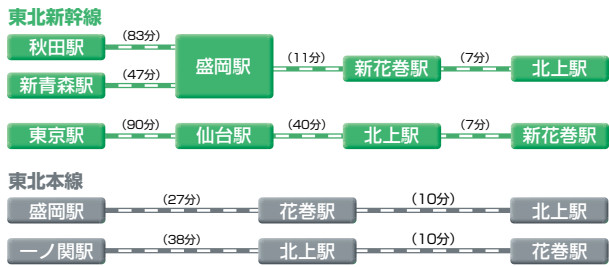 東北新幹線
秋田駅 (83分) 盛岡駅 (11分) 新花巻駅 (7分) 北上駅
新青森駅 (47分)
東京駅 (90分) 仙台駅 (40分) 北上駅 (7分) 新花巻駅
東北本線
盛岡駅 (27分) 花巻駅 (10分) 北上駅
一ノ関駅 (38分) 北上駅 (10分) 花巻駅